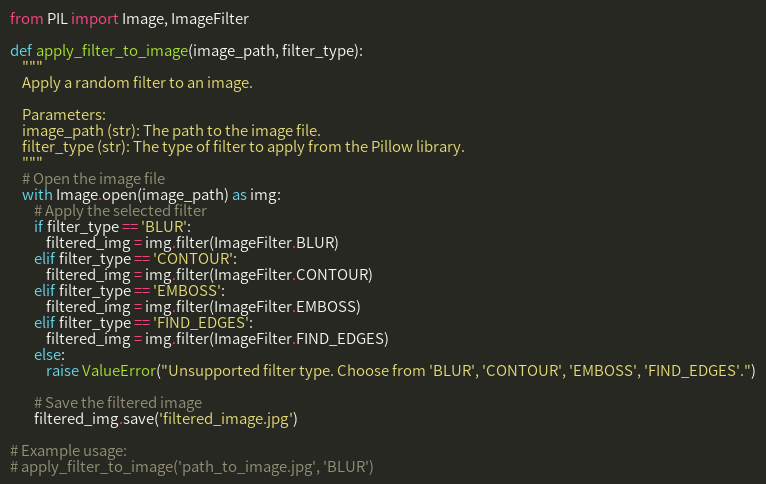 from PIL import Image, ImageFilter

def apply_filter_to_image(image_path, filter_type):
    """
    Apply a random filter to an image.

    Parameters:
    image_path (str): The path to the image file.
    filter_type (str): The type of filter to apply from the Pillow library.
    """
    # Open the image file
    with Image.open(image_path) as img:
        # Apply the selected filter
        if filter_type == 'BLUR':
            filtered_img = img.filter(ImageFilter.BLUR)
        elif filter_type == 'CONTOUR':
            filtered_img = img.filter(ImageFilter.CONTOUR)
        elif filter_type == 'EMBOSS':
            filtered_img = img.filter(ImageFilter.EMBOSS)
        elif filter_type == 'FIND_EDGES':
            filtered_img = img.filter(ImageFilter.FIND_EDGES)
        else:
            raise ValueError("Unsupported filter type. Choose from 'BLUR', 'CONTOUR', 'EMBOSS', 'FIND_EDGES'.")

        # Save the filtered image
        filtered_img.save('filtered_image.jpg')

# Example usage:
# apply_filter_to_image('path_to_image.jpg', 'BLUR')